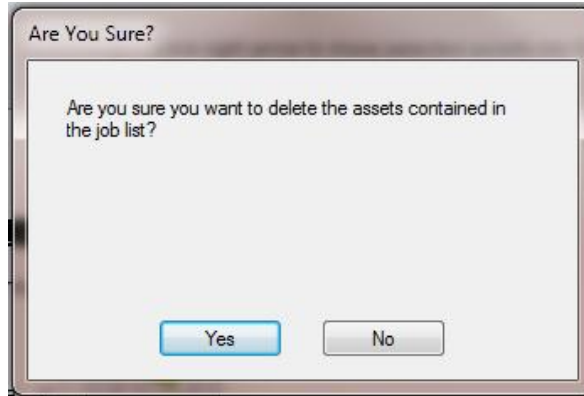 Are You Sure?
Are you sure you want to delete the assets contained in
the job list?
Yes
No